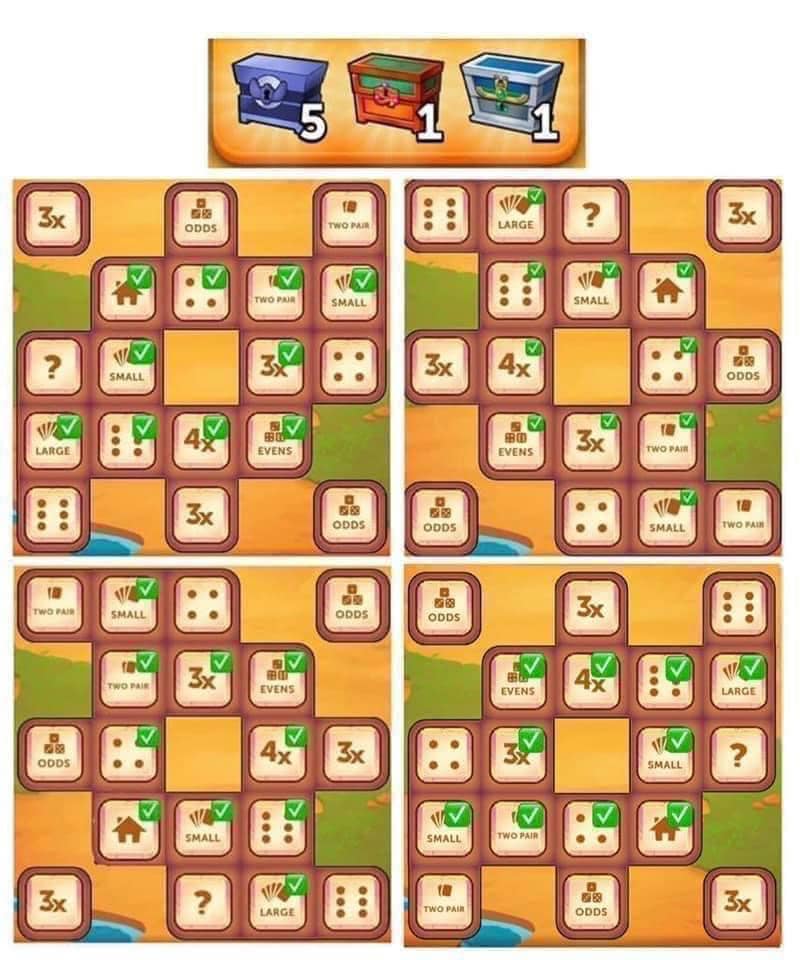 5 1 1
3x ODDS TWO PAIR
TWO PAIR SMALL
? SMALL 3x
LARGE 4x EVENS
3x ODDS
LARGE ? 3x
SMALL
3x 4x ODDS
EVENS 3x TWO PAIR
ODDS SMALL TWO PAIR
TWO PAIR SMALL ODDS
TWO PAIR 3x EVENS
ODDS 4x 3x
SMALL
3x ? LARGE
ODDS 3x
EVENS 4x LARGE
3x SMALL ?
SMALL TWO PAIR
TWO PAIR ODDS 3x